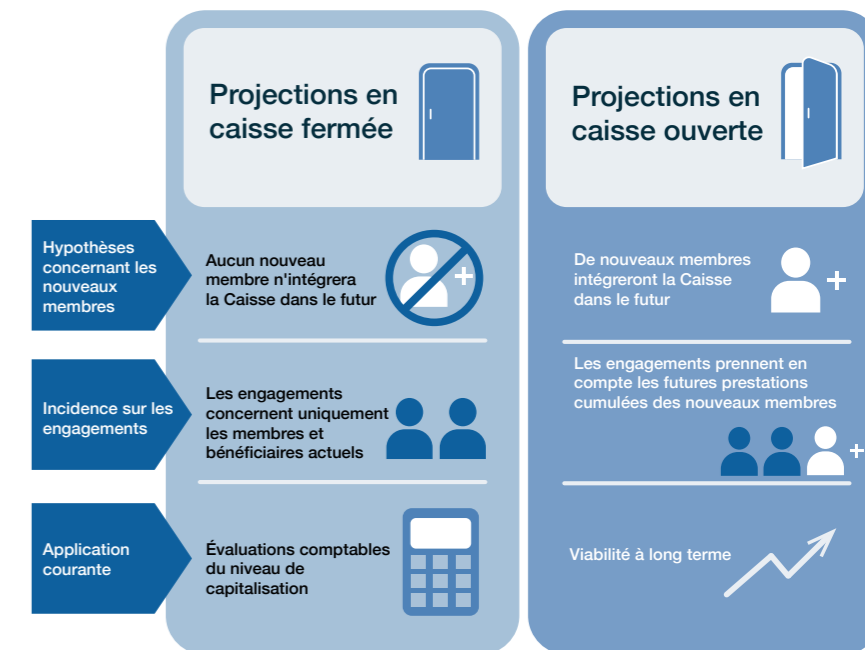 Projections en
caisse fermée
Projections en
caisse ouverte
Hypothèses
concernant les
nouveaux
membres
Aucun nouveau
membre n'intégrera
la Caisse dans le futur
De nouveaux membres
intégreront la Caisse
dans le futur
Incidence sur les
engagements
Les engagements
concernent uniquement
les membres et
bénéficiaires actuels
Les engagements prennent en
compte les futures prestations
cumulées des nouveaux membres
Application
courante
Évaluations comptables
du niveau de
capitalisation
Viabilité à long terme